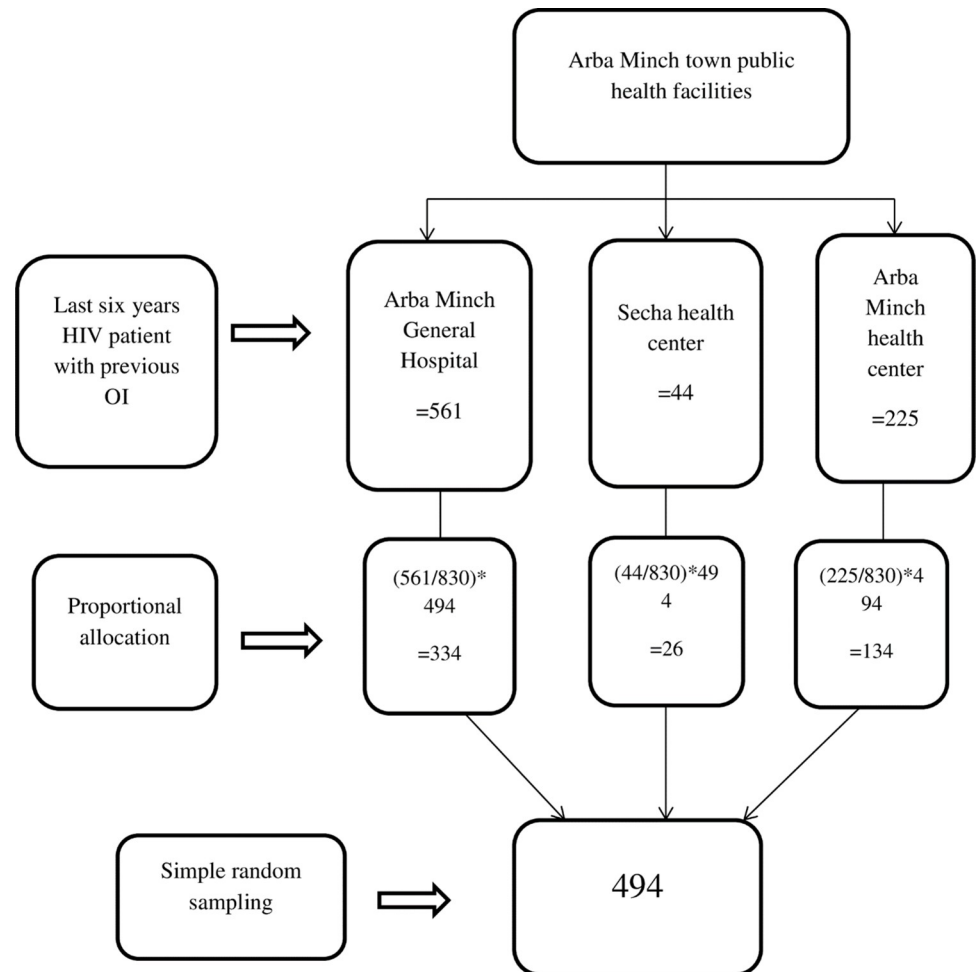 Arba Minch town public
health facilities
Last six years
HIV patient
with previous
OI
Arba Minch
General
Hospital
=561
Secha health
center
=44
Arba
Minch
health
center
=225
Proportional
allocation
(561/830)*
494
=334
(44/830)*49
4
=26
(225/830)*4
94
=134
Simple random
sampling
494